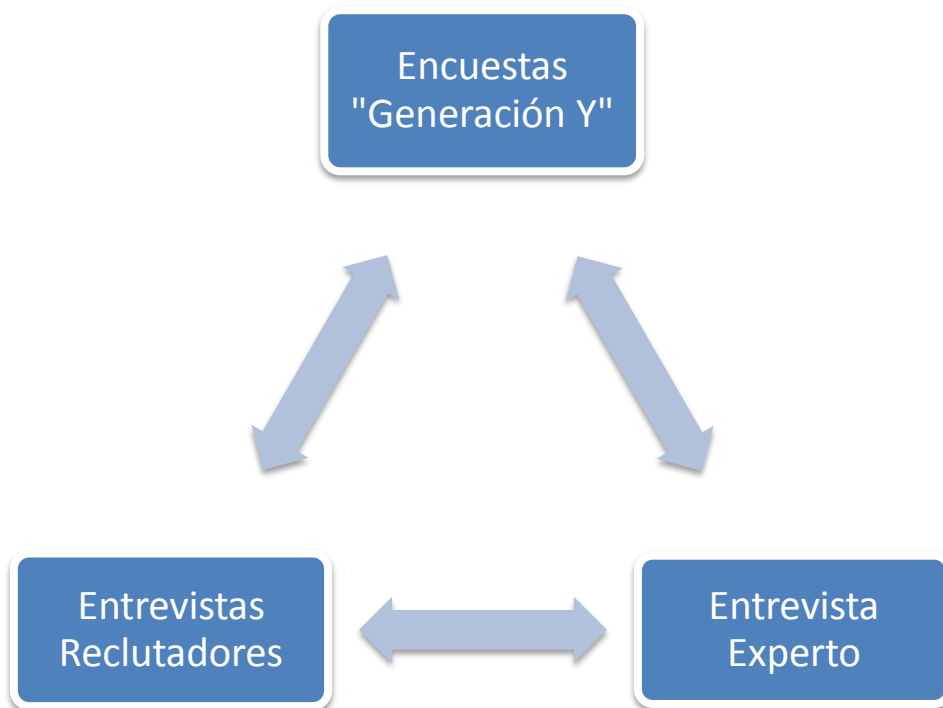 Encuestas
"Generación Y"
Entrevistas
Reclutadores
Entrevista
Experto